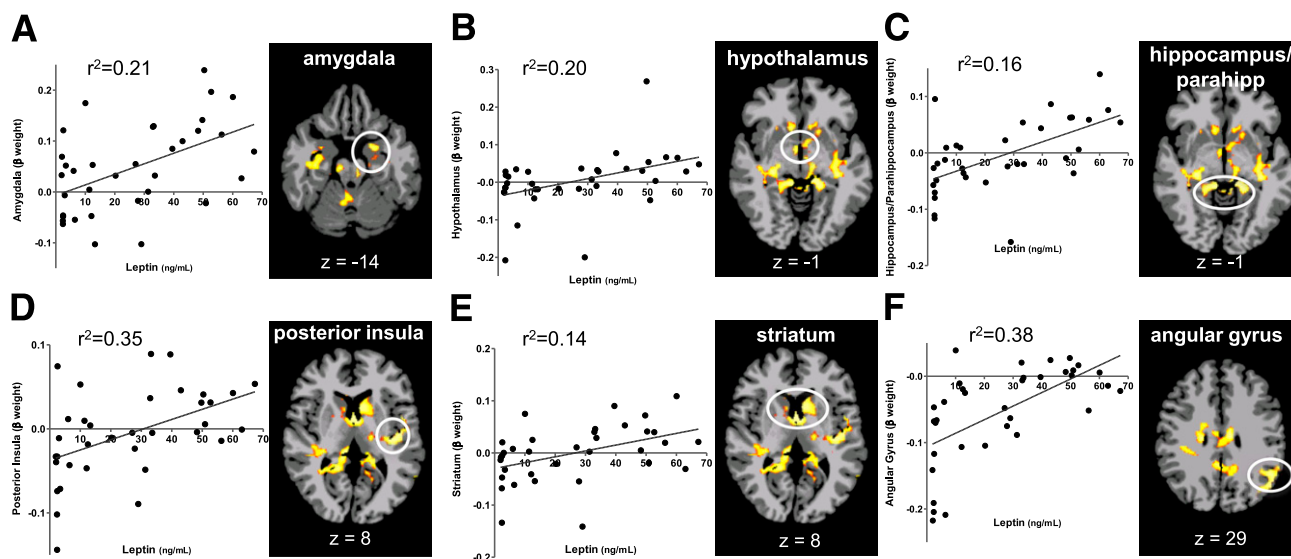 A
r²=0.21
amygdala
Amygdala (β weight)
0.3
0.2
0.1
0.0
-0.1
10 20 30 40 50 60 70
Leptin (ng/mL)
z = -14
B
r²=0.20
hypothalamus
Hypothalamus (β weight)
0.3
0.2
0.1
0.0
-0.1
-0.2
-0.3
10 20 30 40 50 60 70
Leptin (ng/mL)
z = -1
C
r²=0.16
hippocampus/
parahipp
Hippocampus/Parahippocampus (β weight)
0.2
0.1
0.0
-0.1
-0.2
10 20 30 40 50 60 70
Leptin (ng/mL)
z = -1
D
r²=0.35
posterior insula
Posterior Insula (β weight)
0.1
0.0
-0.1
10 20 30 40 50 60 70
Leptin (ng/mL)
z = 8
E
r²=0.14
striatum
Striatum (β weight)
0.2
0.1
0.0
-0.1
-0.2
10 20 30 40 50 60 70
Leptin (ng/mL)
z = 8
F
r²=0.38
angular gyrus
Angular Gyrus (β weight)
-0.0
-0.1
-0.2
10 20 30 40 50 60 70
Leptin (ng/mL)
z = 29